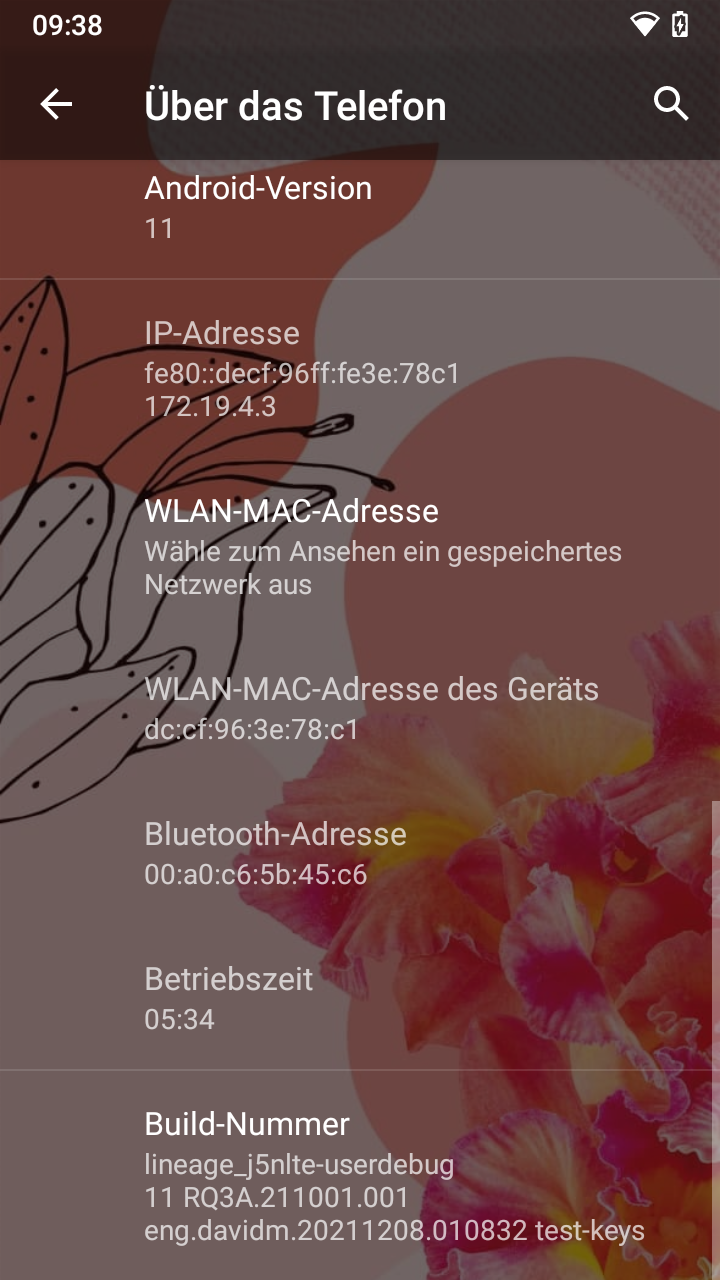 09:38
Über das Telefon
Android-Version
11
IP-Adresse
fe80::decf:96ff:fe3e:78c1
172.19.4.3
WLAN-MAC-Adresse
Wähle zum Ansehen ein gespeichertes
Netzwerk aus
WLAN-MAC-Adresse des Geräts
dc:cf:96:3e:78:c1
Bluetooth-Adresse
00:a0:c6:5b:45:c6
Betriebszeit
05:34
Build-Nummer
lineage_j5nlte-userdebug
11 RQ3A.211001.001
eng.davidm.20211208.010832 test-keys